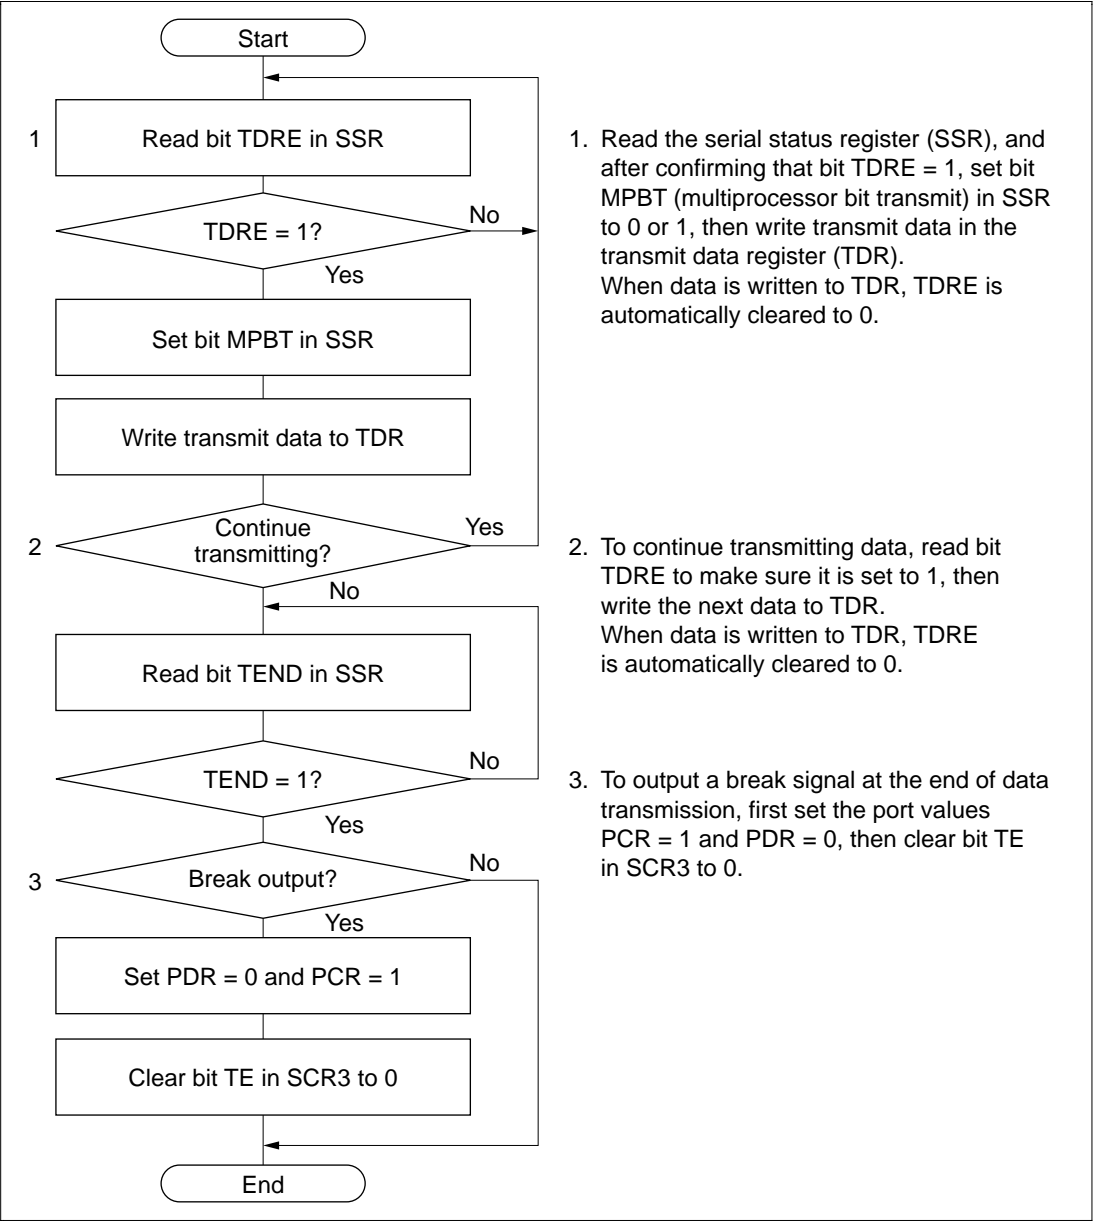 Start
1
Read bit TDRE in SSR
TDRE = 1?
No
Yes
Set bit MPBT in SSR
Write transmit data to TDR
2
Continue
transmitting?
Yes
No
Read bit TEND in SSR
TEND = 1?
No
Yes
3
Break output?
No
Yes
Set PDR = 0 and PCR = 1
Clear bit TE in SCR3 to 0
End
1. Read the serial status register (SSR), and
after confirming that bit TDRE = 1, set bit
MPBT (multiprocessor bit transmit) in SSR
to 0 or 1, then write transmit data in the
transmit data register (TDR).
When data is written to TDR, TDRE is
automatically cleared to 0.
2. To continue transmitting data, read bit
TDRE to make sure it is set to 1, then
write the next data to TDR.
When data is written to TDR, TDRE
is automatically cleared to 0.
3. To output a break signal at the end of data
transmission, first set the port values
PCR = 1 and PDR = 0, then clear bit TE
in SCR3 to 0.